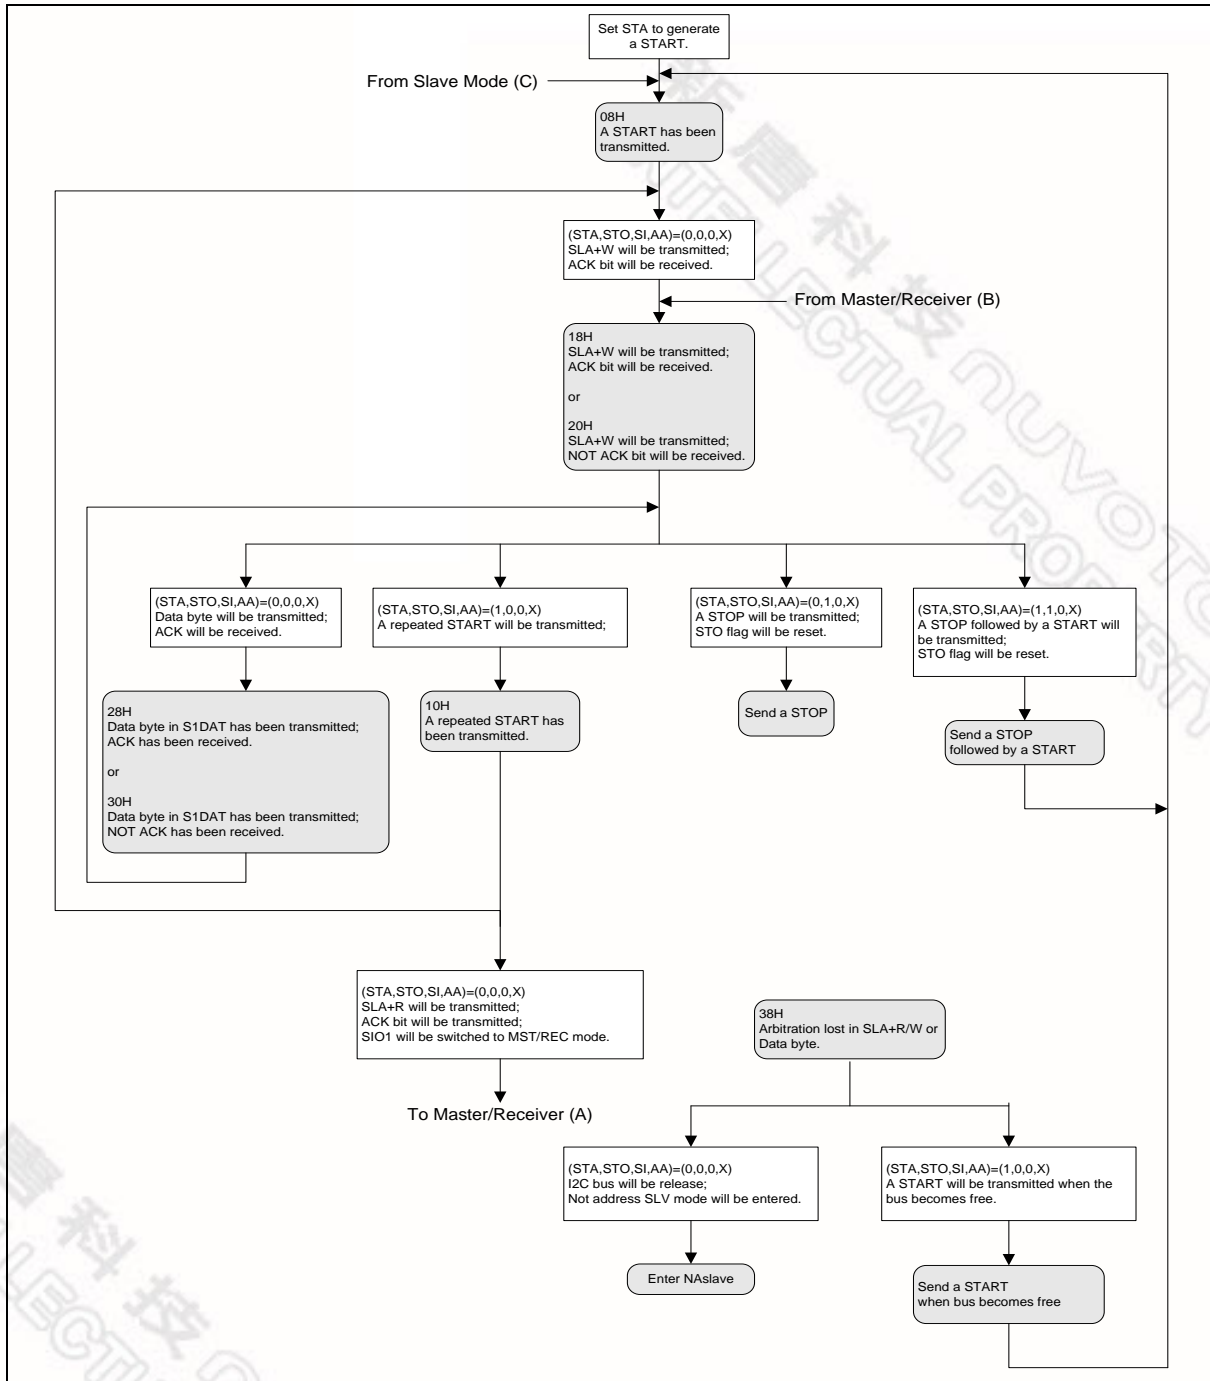 Set STA to generate
a START.
From Slave Mode (C)
08H
A START has been
transmitted.
(STA,STO,SI,AA)=(0,0,0,X)
SLA+W will be transmitted;
ACK bit will be received.
From Master/Receiver (B)
18H
SLA+W will be transmitted;
ACK bit will be received.
or
20H
SLA+W will be transmitted;
NOT ACK bit will be received.
(STA,STO,SI,AA)=(0,0,0,X)
Data byte will be transmitted;
ACK will be received.
(STA,STO,SI,AA)=(1,0,0,X)
A repeated START will be transmitted;
(STA,STO,SI,AA)=(0,1,0,X)
A STOP will be transmitted;
STO flag will be reset.
(STA,STO,SI,AA)=(1,1,0,X)
A STOP followed by a START will
be transmitted;
STO flag will be reset.
28H
Data byte in S1DAT has been transmitted;
ACK has been received.
or
30H
Data byte in S1DAT has been transmitted;
NOT ACK has been received.
10H
A repeated START has
been transmitted.
Send a STOP
Send a STOP
followed by a START
(STA,STO,SI,AA)=(0,0,0,X)
SLA+R will be transmitted;
ACK bit will be transmitted;
SIO1 will be switched to MST/REC mode.
To Master/Receiver (A)
38H
Arbitration lost in SLA+R/W or
Data byte.
(STA,STO,SI,AA)=(0,0,0,X)
I2C bus will be release;
Not address SLV mode will be entered.
(STA,STO,SI,AA)=(1,0,0,X)
A START will be transmitted when the
bus becomes free.
Enter NAslave
Send a START
when bus becomes free
新唐科技 nuvoTo
INTELLECTUAL PROPERTY
唐科技 n
LLECTU